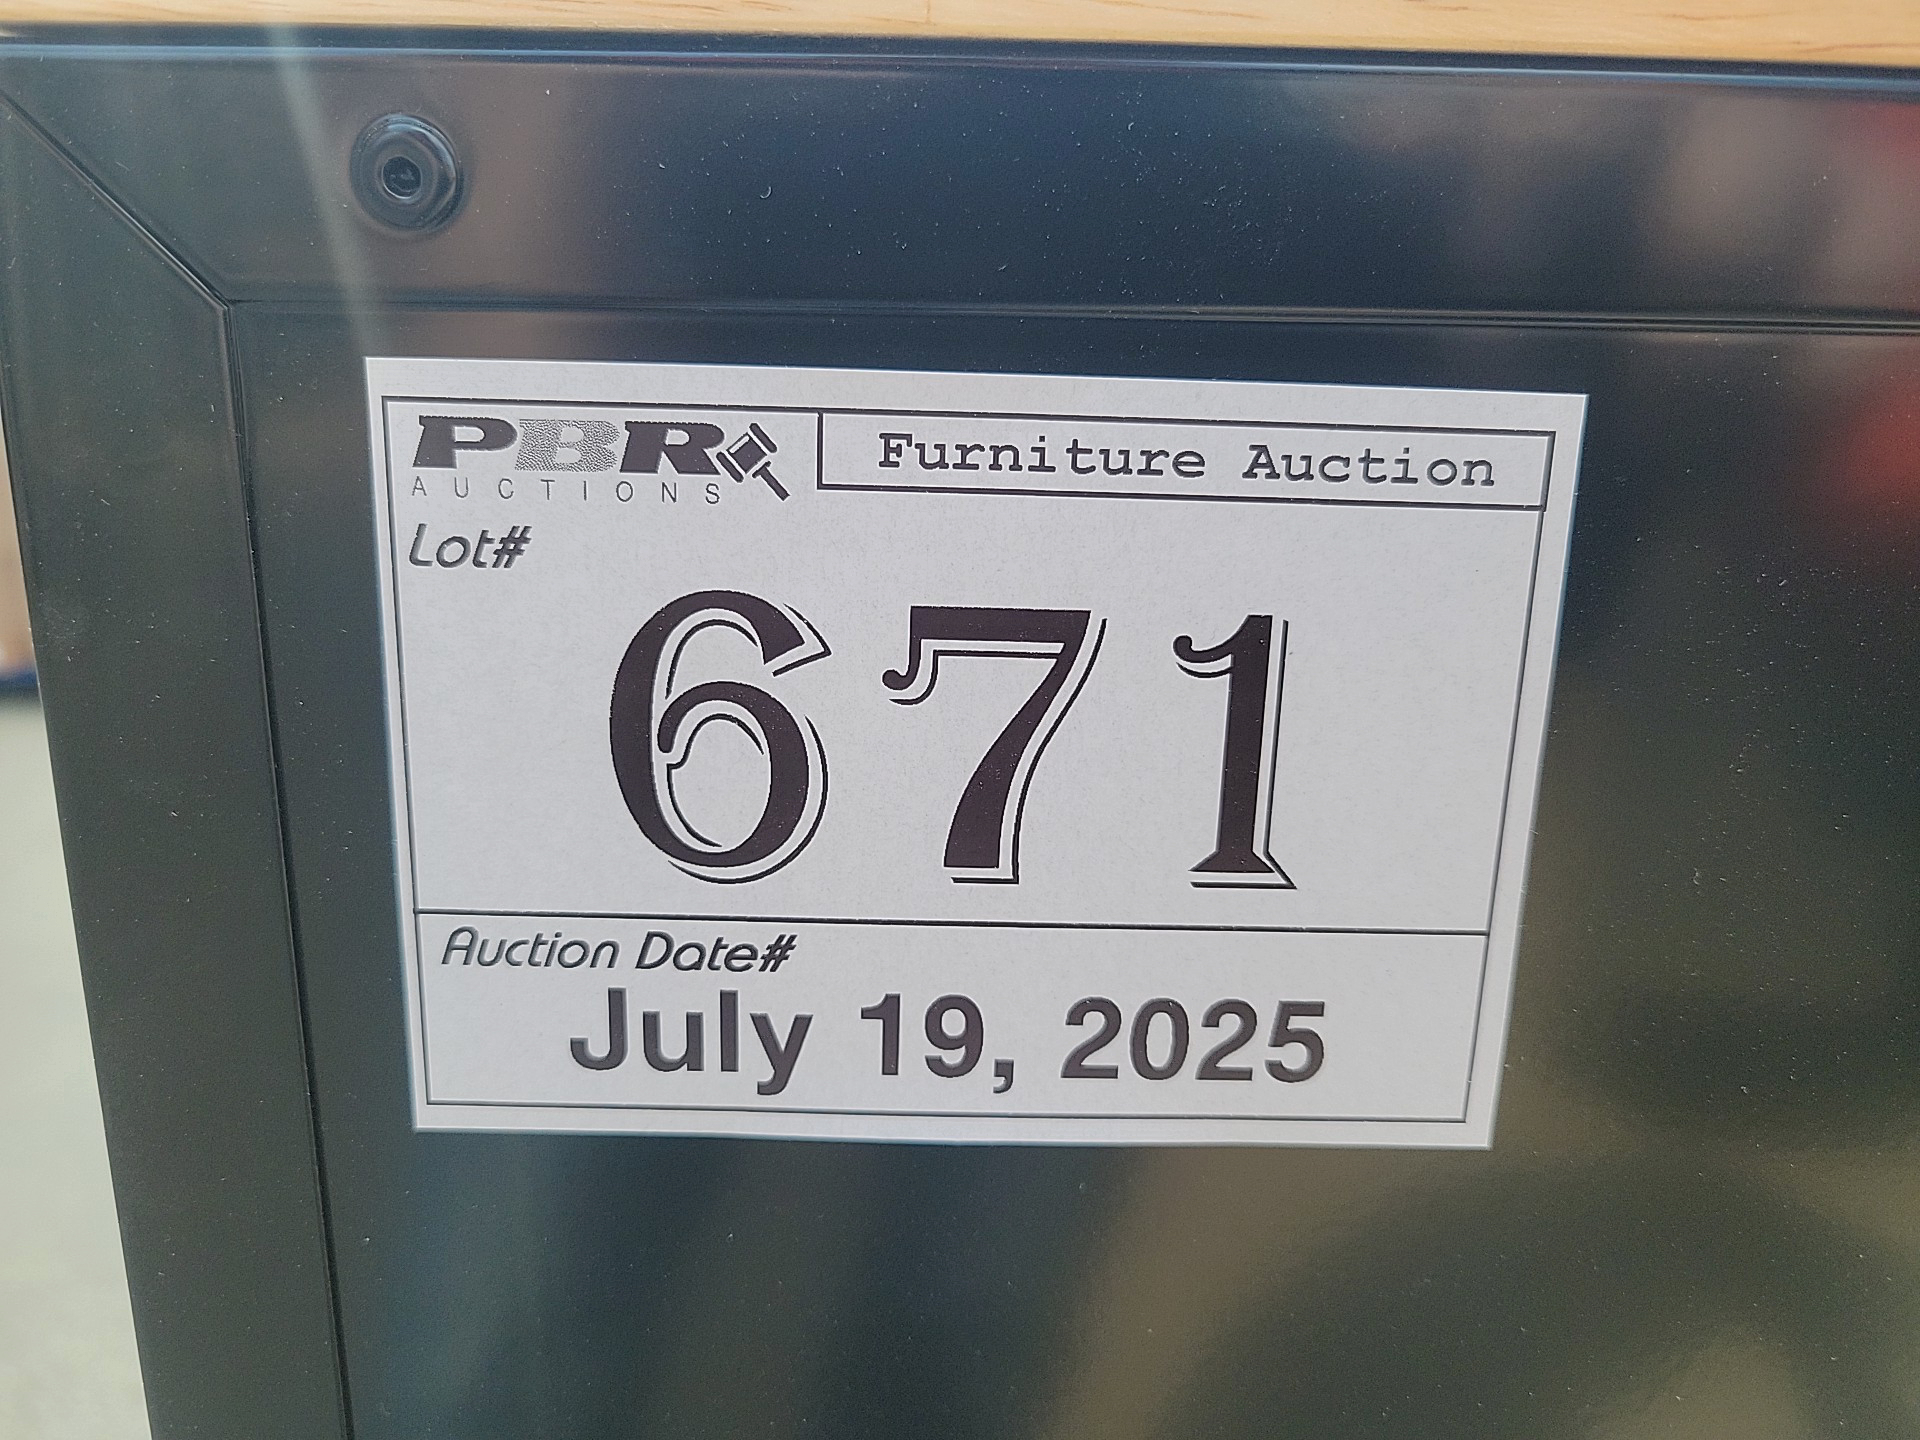 PBR
AUCTIONS
Furniture Auction
Lot#
671
Auction Date#
July 19, 2025